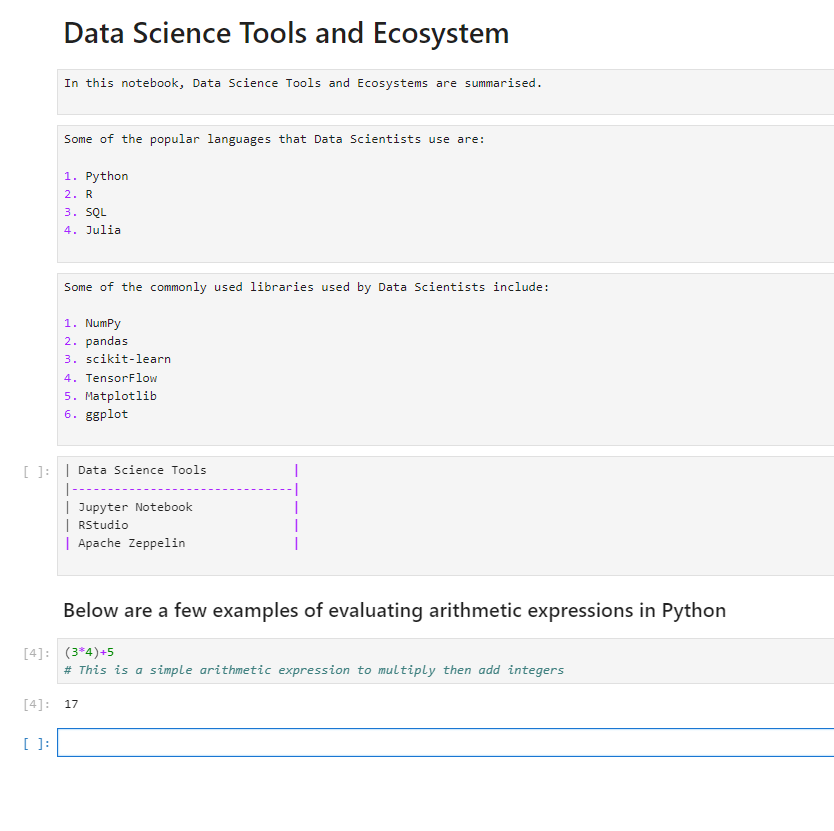 Data Science Tools and Ecosystem
In this notebook, Data Science Tools and Ecosystems are summarised.
Some of the popular languages that Data Scientists use are:
1. Python
2. R
3. SQL
4. Julia
Some of the commonly used libraries used by Data Scientists include:
1. NumPy
2. pandas
3. scikit-learn
4. TensorFlow
5. Matplotlib
6. ggplot
[ ]: | Data Science Tools            |
|-------------------------------|
| Jupyter Notebook              |
| RStudio                       |
| Apache Zeppelin               |
Below are a few examples of evaluating arithmetic expressions in Python
[4]: (3*4)+5
# This is a simple arithmetic expression to multiply then add integers
[4]: 17
[ ]: